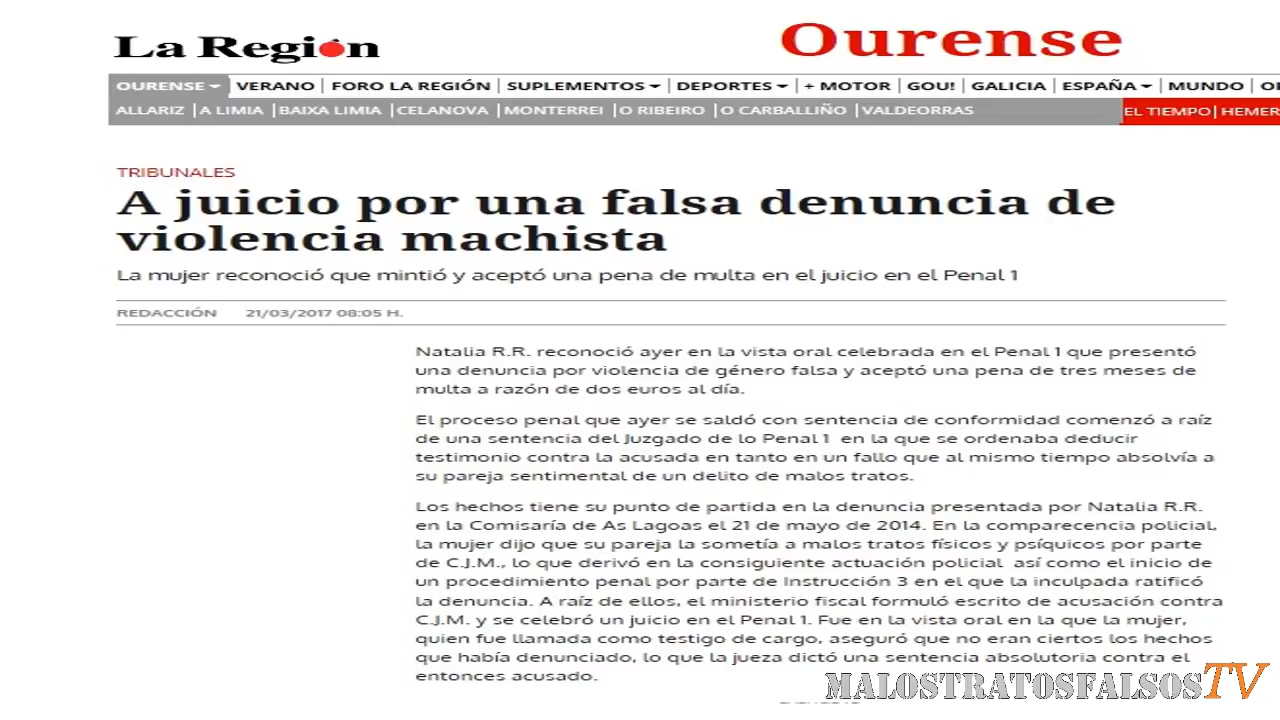 La Región
Ourense
OURENSE VERANO FORO LA REGIÓN SUPLEMENTOS DEPORTES + MOTOR GOU! GALICIA ESPAÑA MUNDO
ALLARIZ A LIMIA BAIXA LIMIA CELANOVA MONTERREI O RIBEIRO O CARBALLIÑO VALDEORRAS
EL TIEMPO HEMER
TRIBUNALES
A juicio por una falsa denuncia de
violencia machista
La mujer reconoció que mintió y aceptó una pena de multa en el juicio en el Penal 1
REDACCIÓN 21/03/2017 08:05 H.
Natalia R.R. reconoció ayer en la vista oral celebrada en el Penal 1 que presentó
una denuncia por violencia de género falsa y aceptó una pena de tres meses de
multa a razón de dos euros al día.
El proceso penal que ayer se saldó con sentencia de conformidad comenzó a raíz
de una sentencia del Juzgado de lo Penal 1 en la que se ordenaba deducir
testimonio contra la acusada en tanto en un fallo que al mismo tiempo absolvía a
su pareja sentimental de un delito de malos tratos.
Los hechos tiene su punto de partida en la denuncia presentada por Natalia R.R.
en la Comisaría de As Lagoas el 21 de mayo de 2014. En la comparecencia policial,
la mujer dijo que su pareja la sometía a malos tratos físicos y psíquicos por parte
de C.J.M., lo que derivó en la consiguiente actuación policial así como el inicio de
un procedimiento penal por parte de Instrucción 3 en el que la inculpada ratificó
la denuncia. A raíz de ellos, el ministerio fiscal formuló escrito de acusación contra
C.J.M. y se celebró un juicio en el Penal 1. Fue en la vista oral en la que la mujer,
quien fue llamada como testigo de cargo, aseguró que no eran ciertos los hechos
que había denunciado, lo que la jueza dictó una sentencia absolutoria contra el
entonces acusado.
MALOSTRATOSFALSOSTV